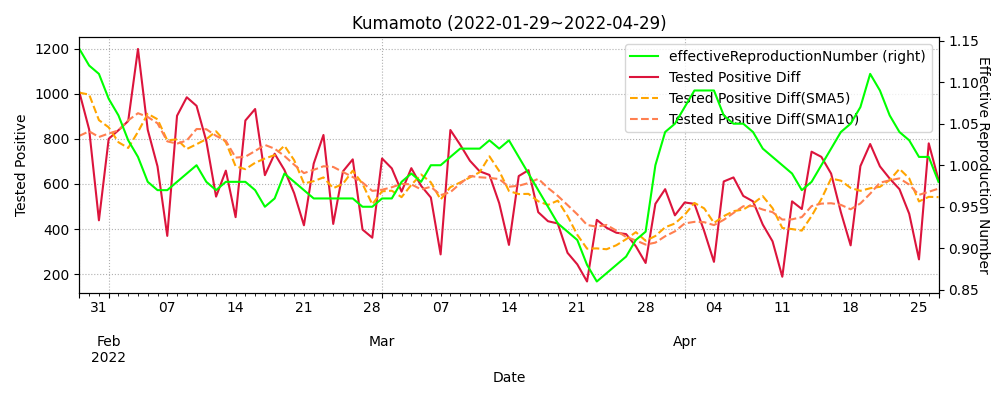 Kumamoto (2022-01-29~2022-04-29)
effectiveReproductionNumber (right)
Tested Positive Diff
Tested Positive Diff(SMA5)
Tested Positive Diff(SMA10)
Tested Positive
1200
1000
800
600
400
200
1.15
1.10
1.05
1.00
0.95
0.90
0.85
Effective Reproduction Number
31 07 14 21 28 07 14 21 28 04 11 18 25
Feb Mar Apr
2022
Date